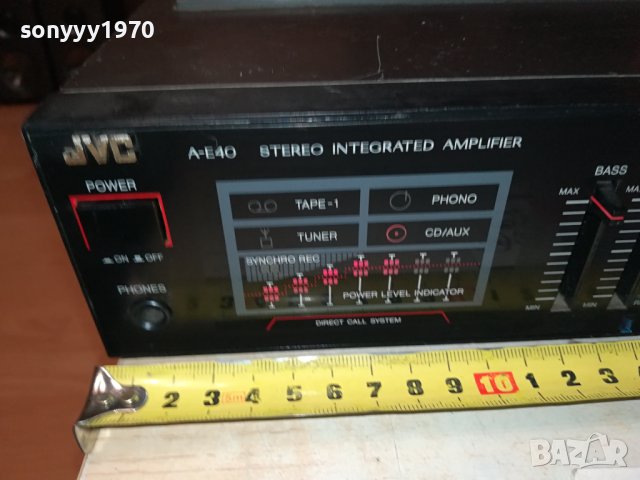 sonyyy1970
JVC
A-E40 STEREO INTEGRATED AMPLIFIER
POWER
ON OFF
PHONES
TAPE-1
PHONO
TUNER
CD/AUX
SYNCHRO REC
POWER LEVEL INDICATOR
DIRECT CALL SYSTEM
BASS
MAX MAX
MIN MIN
2 3 4 5 6 7 8 9 10 1 2 3
BAZAR